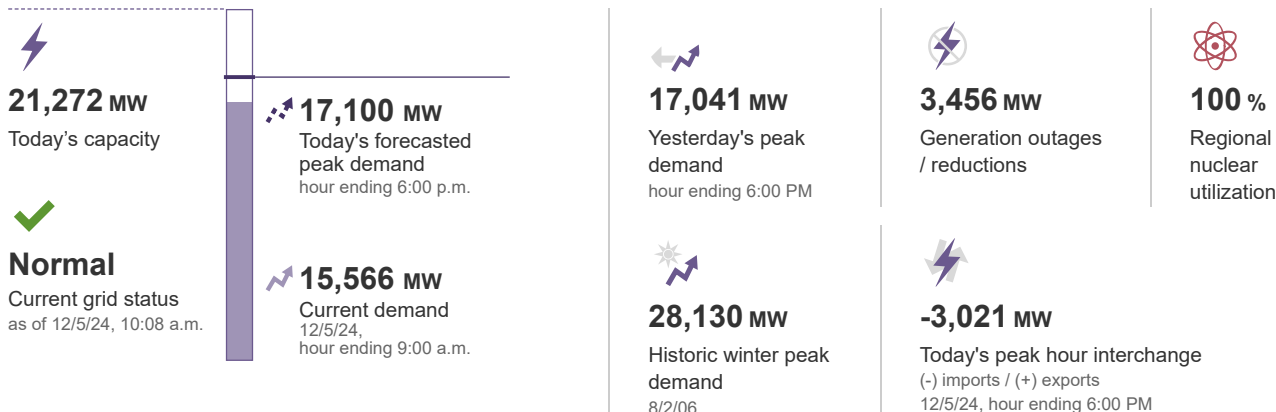 21,272 MW
Today's capacity
Normal
Current grid status
as of 12/5/24, 10:08 a.m.
17,100 MW
Today's forecasted
peak demand
hour ending 6:00 p.m.
15,566 MW
Current demand
12/5/24,
hour ending 9:00 a.m.
17,041 MW
Yesterday's peak
demand
hour ending 6:00 PM
3,456 MW
Generation outages
/ reductions
100 %
Regional
nuclear
utilization
28,130 MW
Historic winter peak
demand
8/2/06
-3,021 MW
Today's peak hour interchange
(-) imports / (+) exports
12/5/24, hour ending 6:00 PM